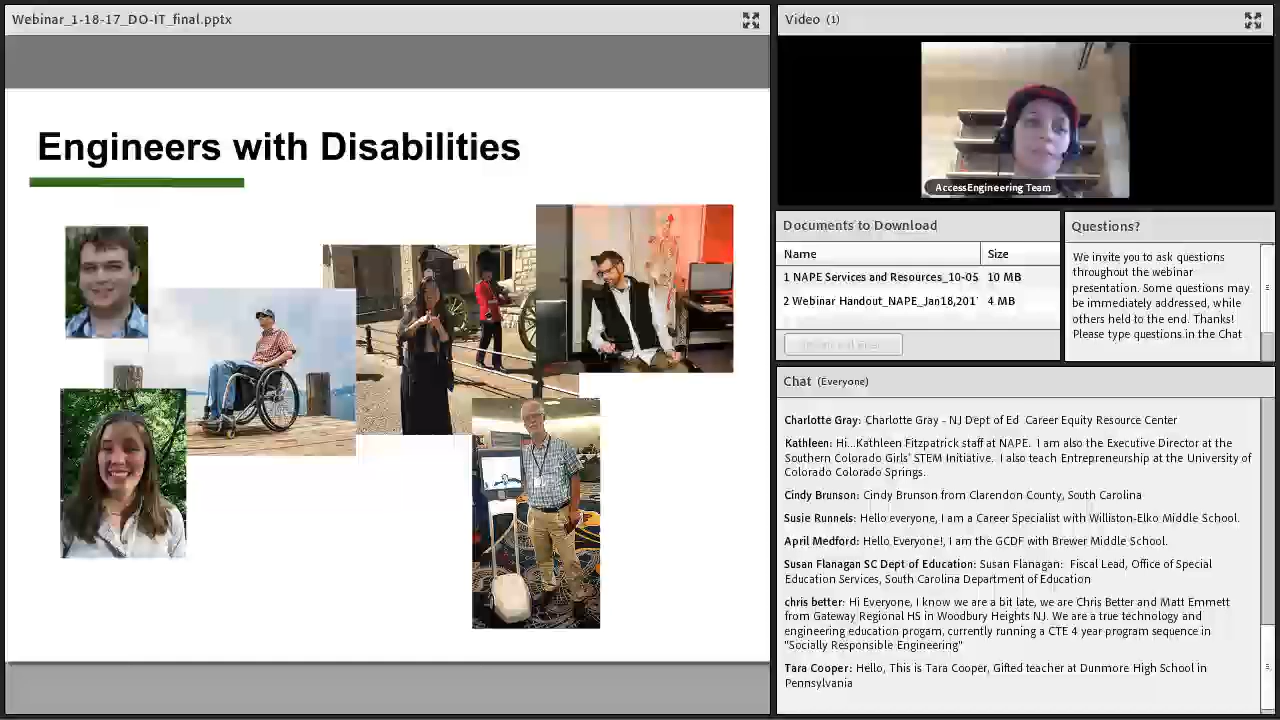 Webinar_1-18-17_DO-IT_final.pptx
Engineers with Disabilities
Video (1)
AccessEngineering Team
Documents to Download
Name
Size
1 NAPE Services and Resources_10-05
10 MB
2 Webinar Handout_NAPE_Jan18,201
4 MB
Questions?
We invite you to ask questions
throughout the webinar
presentation. Some questions may
be immediately addressed, while
others held to the end. Thanks!
Please type questions in the Chat
Chat (Everyone)
Charlotte Gray: Charlotte Gray - NJ Dept of Ed Career Equity Resource Center
Kathleen: Hi...Kathleen Fitzpatrick staff at NAPE. I am also the Executive Director at the
Southern Colorado Girls' STEM Initiative. I also teach Entrepreneurship at the University of
Colorado Colorado Springs.
Cindy Brunson: Cindy Brunson from Clarendon County, South Carolina
Susie Runnels: Hello everyone, I am a Career Specialist with Williston-Elko Middle School.
April Medford: Hello Everyone!, I am the GCDF with Brewer Middle School.
Susan Flanagan SC Dept of Education: Susan Flanagan: Fiscal Lead, Office of Special
Education Services, South Carolina Department of Education
chris better: Hi Everyone, I know we are a bit late, we are Chris Better and Matt Emmett
from Gateway Regional HS in Woodbury Heights NJ. We are a true technology and
engineering education progam, currently running a CTE 4 year program sequence in
"Socially Responsible Engineering"
Tara Cooper: Hello, This is Tara Cooper, Gifted teacher at Dunmore High School in
Pennsylvania